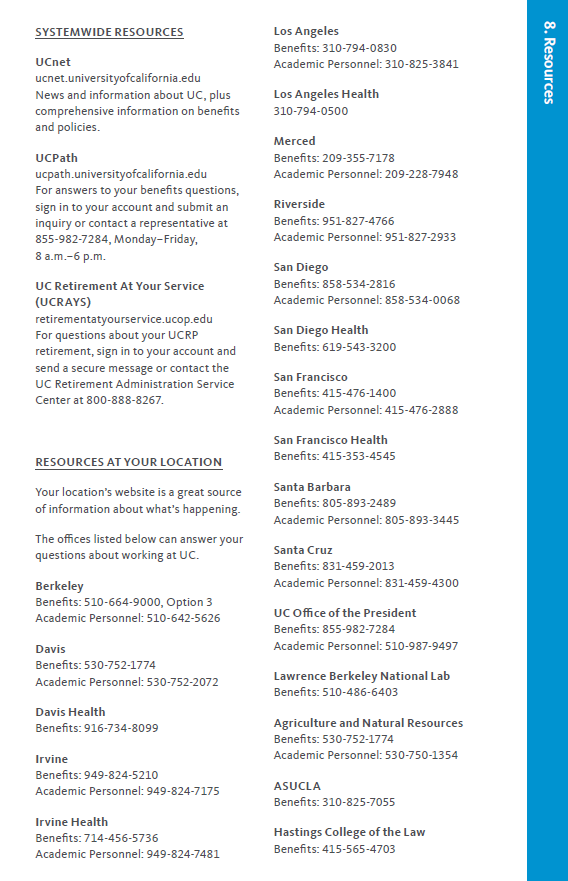 SYSTEMWIDE RESOURCES
UCnet
ucnet.universityofcalifornia.edu
News and information about UC, plus
comprehensive information on benefits
and policies.
UCPath
ucpath.universityofcalifornia.edu
For answers to your benefits questions,
sign in to your account and submit an
inquiry or contact a representative at
855-982-7284, Monday–Friday,
8 a.m.–6 p.m.
UC Retirement At Your Service
(UCRAYS)
retirementatyourservice.ucop.edu
For questions about your UCRP
retirement, sign in to your account and
send a secure message or contact the
UC Retirement Administration Service
Center at 800-888-8267.
RESOURCES AT YOUR LOCATION
Your location's website is a great source
of information about what's happening.
The offices listed below can answer your
questions about working at UC.
Berkeley
Benefits: 510-664-9000, Option 3
Academic Personnel: 510-642-5626
Davis
Benefits: 530-752-1774
Academic Personnel: 530-752-2072
Davis Health
Benefits: 916-734-8099
Irvine
Benefits: 949-824-5210
Academic Personnel: 949-824-7175
Irvine Health
Benefits: 714-456-5736
Academic Personnel: 949-824-7481
Los Angeles
Benefits: 310-794-0830
Academic Personnel: 310-825-3841
Los Angeles Health
310-794-0500
Merced
Benefits: 209-355-7178
Academic Personnel: 209-228-7948
Riverside
Benefits: 951-827-4766
Academic Personnel: 951-827-2933
San Diego
Benefits: 858-534-2816
Academic Personnel: 858-534-0068
San Diego Health
Benefits: 619-543-3200
San Francisco
Benefits: 415-476-1400
Academic Personnel: 415-476-2888
San Francisco Health
Benefits: 415-353-4545
Santa Barbara
Benefits: 805-893-2489
Academic Personnel: 805-893-3445
Santa Cruz
Benefits: 831-459-2013
Academic Personnel: 831-459-4300
UC Office of the President
Benefits: 855-982-7284
Academic Personnel: 510-987-9497
Lawrence Berkeley National Lab
Benefits: 510-486-6403
Agriculture and Natural Resources
Benefits: 530-752-1774
Academic Personnel: 530-750-1354
ASUCLA
Benefits: 310-825-7055
Hastings College of the Law
Benefits: 415-565-4703
8. Resources